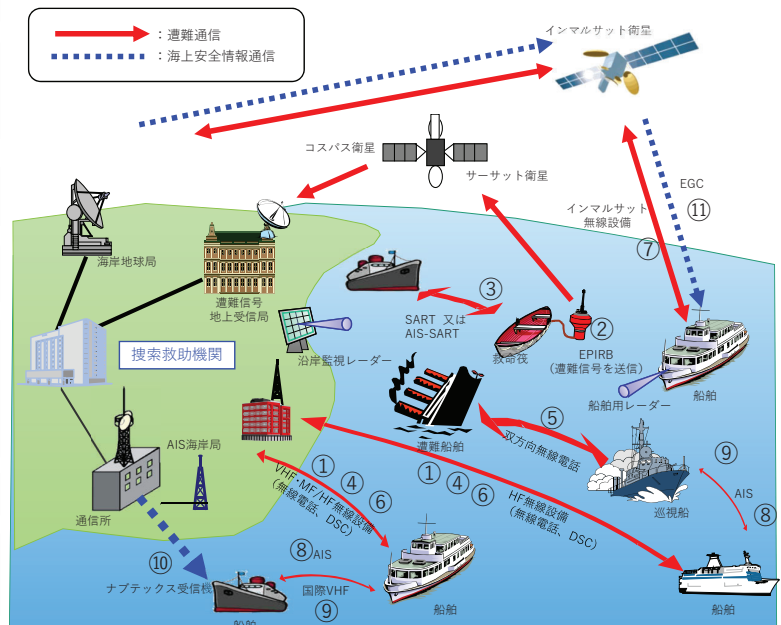 ：遭難通信
：海上安全情報通信
インマルサット衛星
コスパス衛星
サーサット衛星
EGC
⑪
インマルサット
無線設備
⑦
海岸地球局
遭難信号
地上受信局
③
SART 又は
AIS-SART
②
救命筏
EPIRB
（遭難信号を送信）
捜索救助機関
沿岸監視レーダー
船舶用レーダー
船舶
遭難船舶
⑤
双方向無線電話
巡視船
⑨
AIS
⑧
AIS海岸局
通信所
① ④ ⑥
VHF・MF/HF無線設備
（無線電話、DSC）
① ④ ⑥
HF無線設備
（無線電話、DSC）
⑩
ナブテックス受信機
⑧AIS
国際VHF
⑨
船舶
船舶
船舶